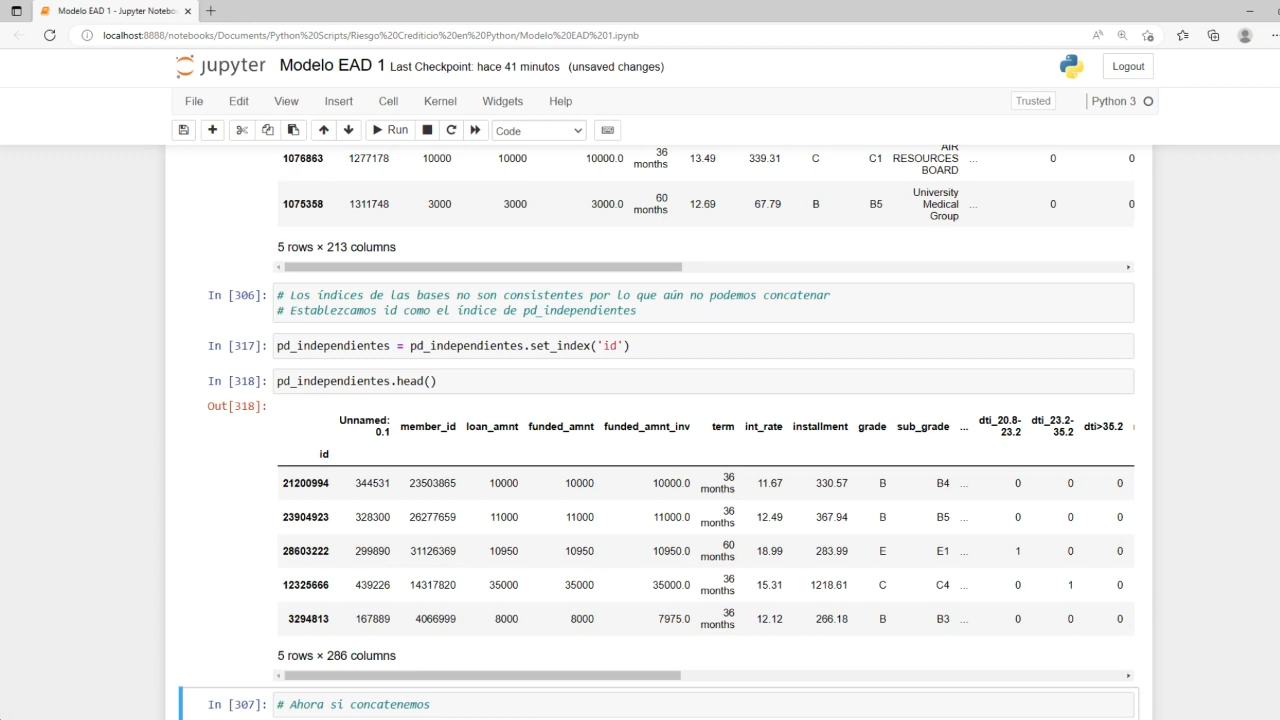 Modelo EAD 1 - Jupyter Notebo
localhost:8888/notebooks/Documents/Python%20Scripts/Riesgo%20Crediticio%20en%20Python/Modelo%20EAD%201.ipynb
jupyter Modelo EAD 1 Last Checkpoint: hace 41 minutos (unsaved changes) Logout
File Edit View Insert Cell Kernel Widgets Help Trusted Python 3
Run Code
AIR
1076863 1277178 10000 10000 10000.0 36 months 13.49 339.31 C C1 RESOURCES ... 0 0
BOARD
1075358 1311748 3000 3000 3000.0 60 months 12.69 67.79 B B5 University Medical Group ... 0 0
5 rows × 213 columns
In [306]: # Los índices de las bases no son consistentes por lo que aún no podemos concatenar
# Establezcamos id como el índice de pd_independientes
In [317]: pd_independientes = pd_independientes.set_index('id')
In [318]: pd_independientes.head()
Out[318]:
Unnamed: 0.1 member_id loan_amnt funded_amnt funded_amnt_inv term int_rate installment grade sub_grade ... dti_20.8-23.2 dti_23.2-35.2 dti>35.2
id
21200994 344531 23503865 10000 10000 10000.0 36 months 11.67 330.57 B B4 ... 0 0 0
23904923 328300 26277659 11000 11000 11000.0 36 months 12.49 367.94 B B5 ... 0 0 0
28603222 299890 31126369 10950 10950 10950.0 60 months 18.99 283.99 E E1 ... 1 0 0
12325666 439226 14317820 35000 35000 35000.0 36 months 15.31 1218.61 C C4 ... 0 1 0
3294813 167889 4066999 8000 8000 7975.0 36 months 12.12 266.18 B B3 ... 0 0 0
5 rows × 286 columns
In [307]: # Ahora si concatenemos